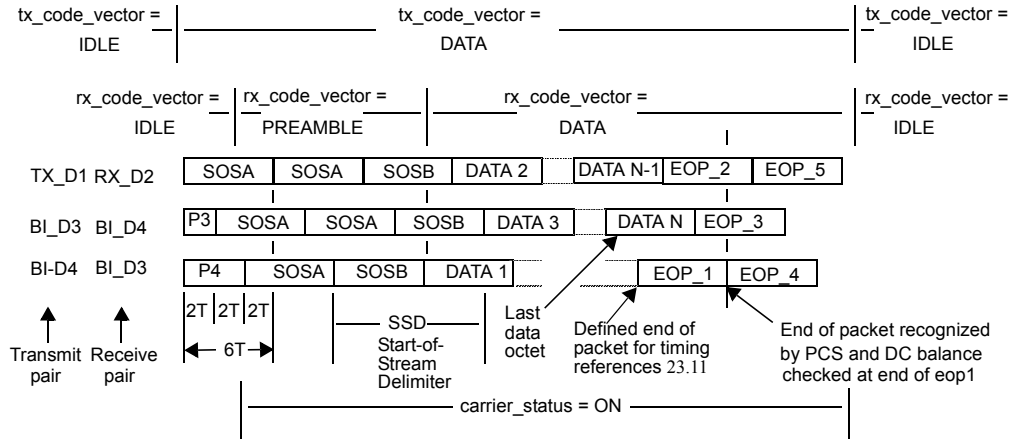 tx_code_vector = tx_code_vector = tx_code_vector =
IDLE DATA IDLE
rx_code_vector = rx_code_vector = rx_code_vector = rx_code_vector =
IDLE PREAMBLE DATA IDLE
TX_D1 RX_D2 SOSA SOSA SOSB DATA 2 DATA N-1 EOP_2 EOP_5
BI_D3 BI_D4 P3 SOSA SOSA SOSB DATA 3 DATA N EOP_3
BI-D4 BI_D3 P4 SOSA SOSB DATA 1 EOP_1 EOP_4
2T 2T 2T
6T
Transmit pair
Receive pair
SSD
Start-of-
Stream
Delimiter
Last
data
octet
Defined end of
packet for timing
references 23.11
End of packet recognized
by PCS and DC balance
checked at end of eop1
carrier_status = ON